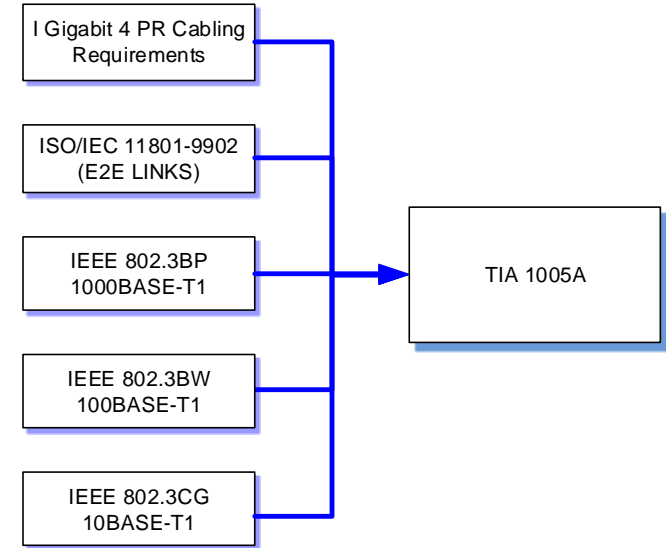 I Gigabit 4 PR Cabling
Requirements
ISO/IEC 11801-9902
(E2E LINKS)
IEEE 802.3BP
1000BASE-T1
IEEE 802.3BW
100BASE-T1
IEEE 802.3CG
10BASE-T1
TIA 1005A